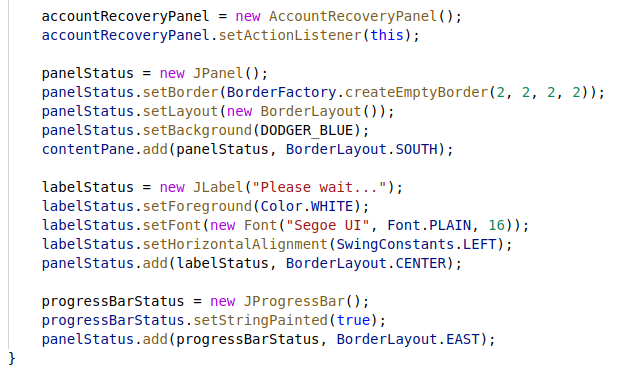 accountRecoveryPanel = new AccountRecoveryPanel();
accountRecoveryPanel.setActionListener(this);
panelStatus = new JPanel();
panelStatus.setBorder(BorderFactory.createEmptyBorder(2, 2, 2, 2));
panelStatus.setLayout(new BorderLayout());
panelStatus.setBackground(DODGER_BLUE);
contentPane.add(panelStatus, BorderLayout.SOUTH);
labelStatus = new JLabel("Please wait...");
labelStatus.setForeground(Color.WHITE);
labelStatus.setFont(new Font("Segoe UI", Font.PLAIN, 16));
labelStatus.setHorizontalAlignment(SwingConstants.LEFT);
panelStatus.add(labelStatus, BorderLayout.CENTER);
progressBarStatus = new JProgressBar();
progressBarStatus.setStringPainted(true);
panelStatus.add(progressBarStatus, BorderLayout.EAST);
}